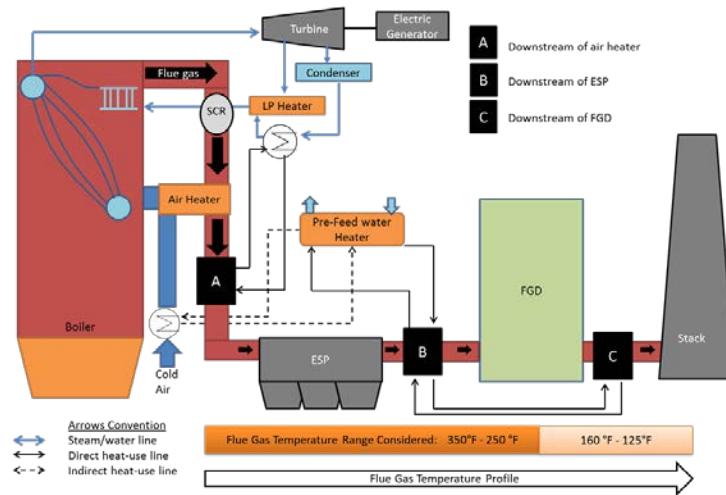 Turbine
Electric
Generator
A
Downstream of air heater
Flue gas
Condenser
B
Downstream of ESP
SCR
LP Heater
C
Downstream of FGD
Air Heater
Pre-Feed water
Heater
A
FGD
Boiler
Stack
ESP
B
C
Cold
Air
Arrows Convention
Steam/water line
Direct heat-use line
Indirect heat-use line
Flue Gas Temperature Range Considered: 350°F - 250 °F
160 °F - 125°F
Flue Gas Temperature Profile